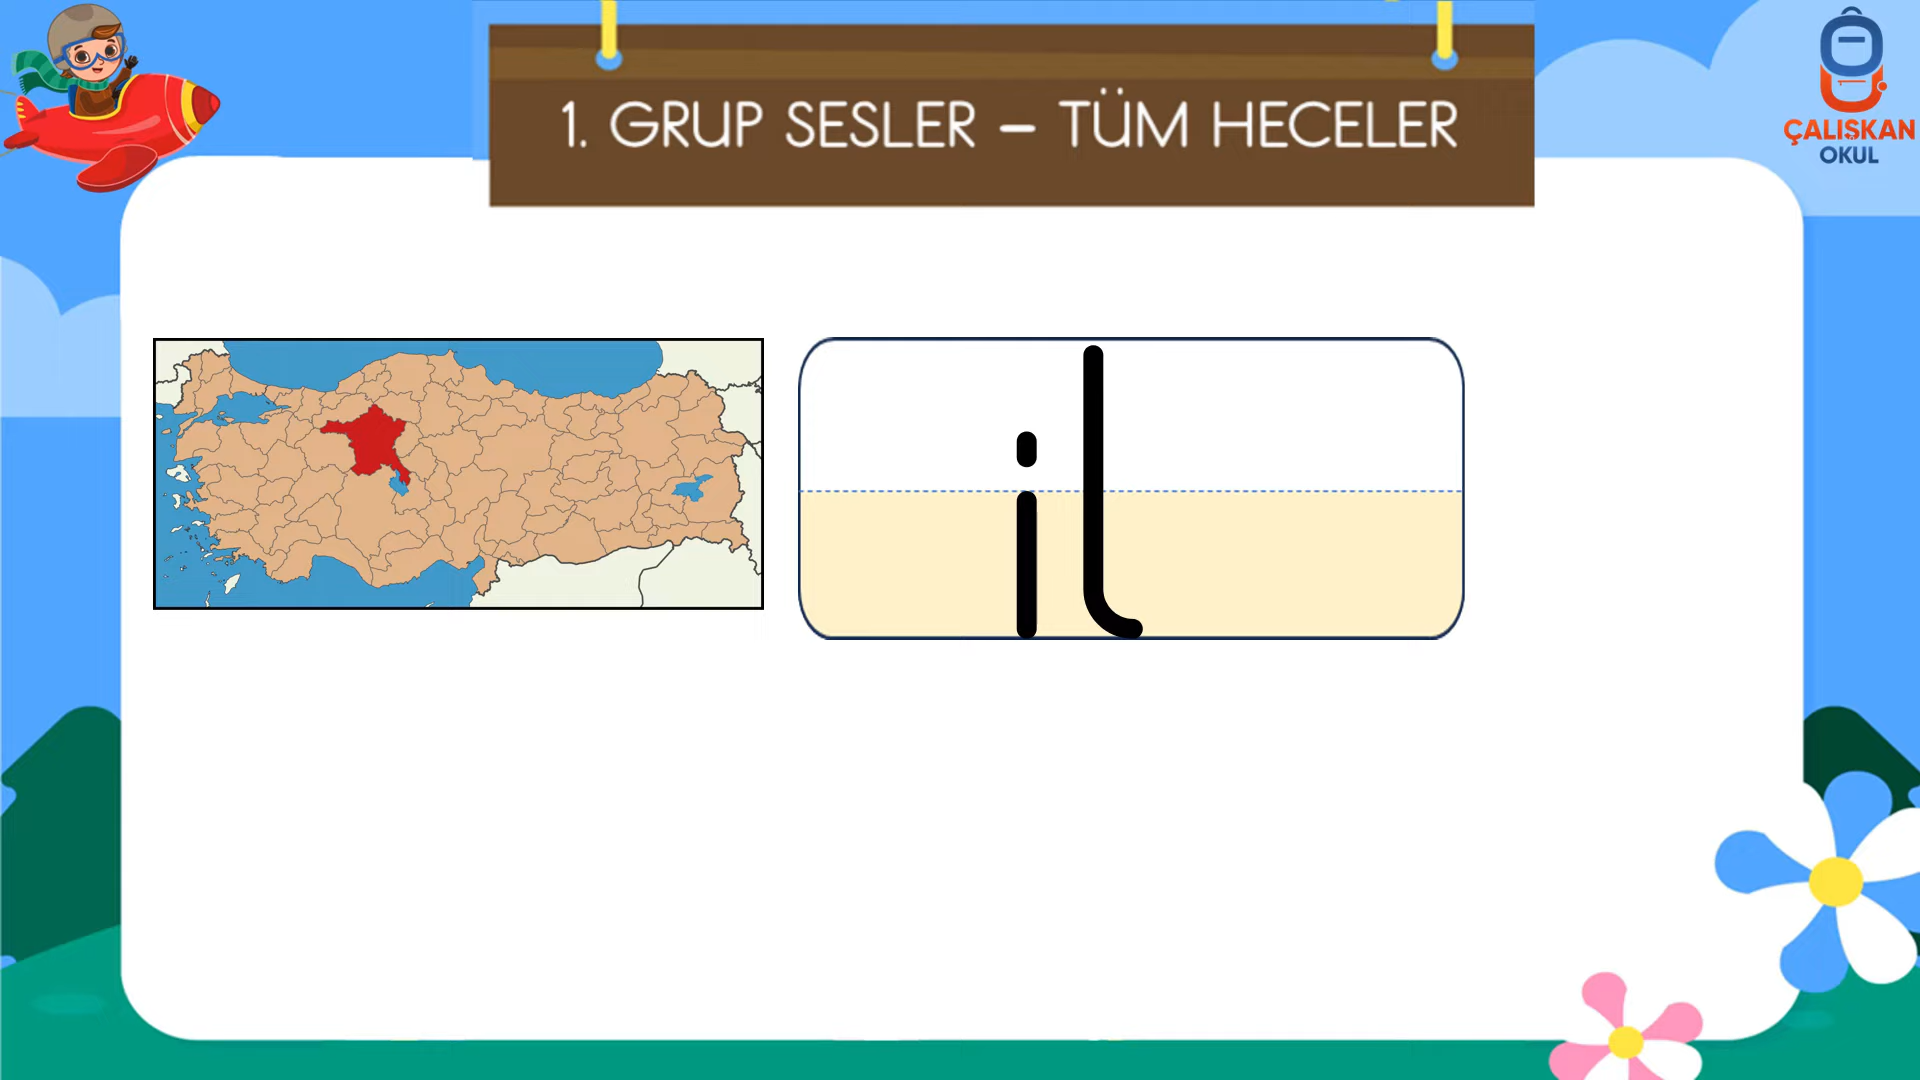 1. GRUP SESLER – TÜM HECELER
ÇALIŞKAN
OKUL
il